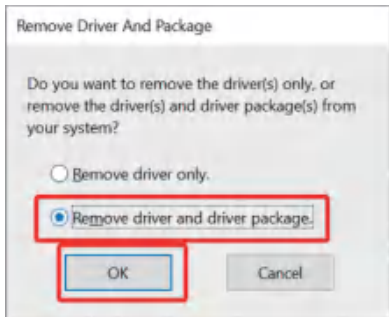 Remove Driver And Package
Do you want to remove the driver(s) only, or
remove the driver(s) and driver package(s) from
your system?
Remove driver only.
Remove driver and driver package.
OK
Cancel